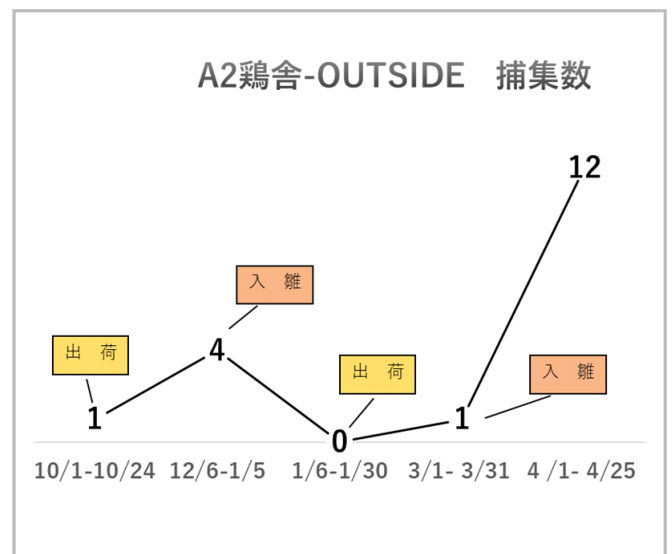 A2鶏舎-OUTSIDE　捕集数
12
入　雛
4
出　荷
1
出　荷
0
入　雛
1
10/1-10/24 12/6-1/5 1/6-1/30 3/1- 3/31 4 /1- 4/25